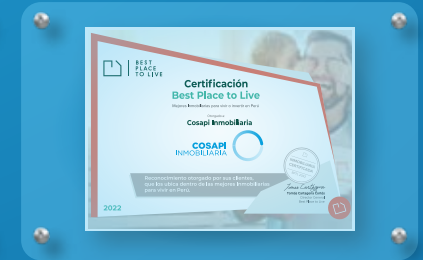 BEST
PLACE
TO LIVE
Certificación
Best Place to Live
Mejores Inmobiliarias para vivir o invertir en Perú
Cosapi Inmobiliaria
COSAPI
INMOBILIARIA
Reconocimiento otorgado por sus clientes,
que los ubica dentro de las mejores Inmobiliarias
para vivir en Perú.
2022